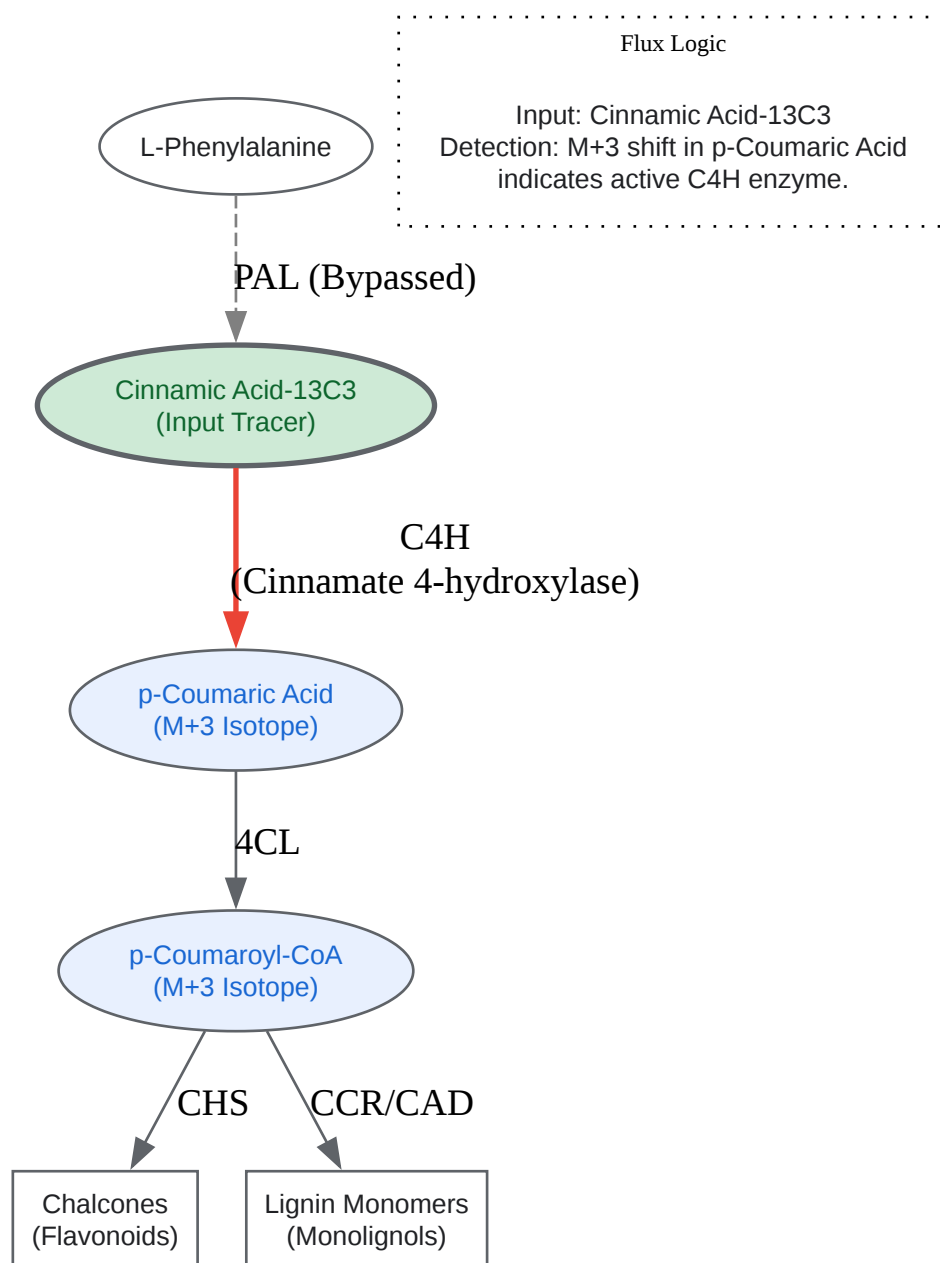 Flux Logic
Input: Cinnamic Acid-13C3
Detection: M+3 shift in p-Coumaric Acid
indicates active C4H enzyme.
L-Phenylalanine
PAL (Bypassed)
Cinnamic Acid-13C3
(Input Tracer)
C4H
(Cinnamate 4-hydroxylase)
p-Coumaric Acid
(M+3 Isotope)
4CL
p-Coumaroyl-CoA
(M+3 Isotope)
CHS
CCR/CAD
Chalcones
(Flavonoids)
Lignin Monomers
(Monolignols)